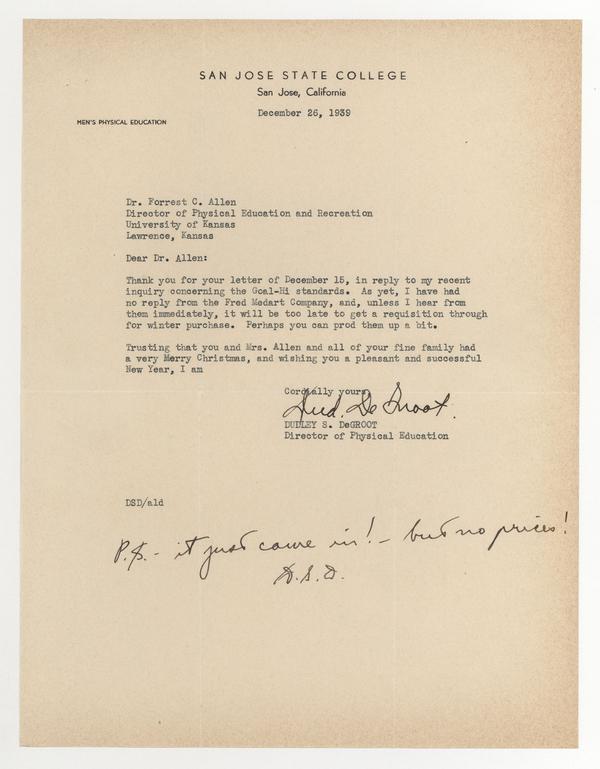 SAN JOSE STATE COLLEGE
San Jose, California
December 26, 1939
MEN'S PHYSICAL EDUCATION
Dr. Forrest C. Allen
Director of Physical Education and Recreation
University of Kansas
Lawrence, Kansas
Dear Dr. Allen:
Thank you for your letter of December 15, in reply to my recent
inquiry concerning the Goal-Hi standards. As yet, I have had
no reply from the Fred Medart Company, and, unless I hear from
them immediately, it will be too late to get a requisition through
for winter purchase. Perhaps you can prod them up a bit.
Trusting that you and Mrs. Allen and all of your fine family had
a very Merry Christmas, and wishing you a pleasant and successful
New Year, I am
Cordially yours,
Dud. De Groot.
DUDLEY S. DeGROOT
Director of Physical Education
DSD/ald
P.S. - it just came in! - but no prices!
D.S.D.